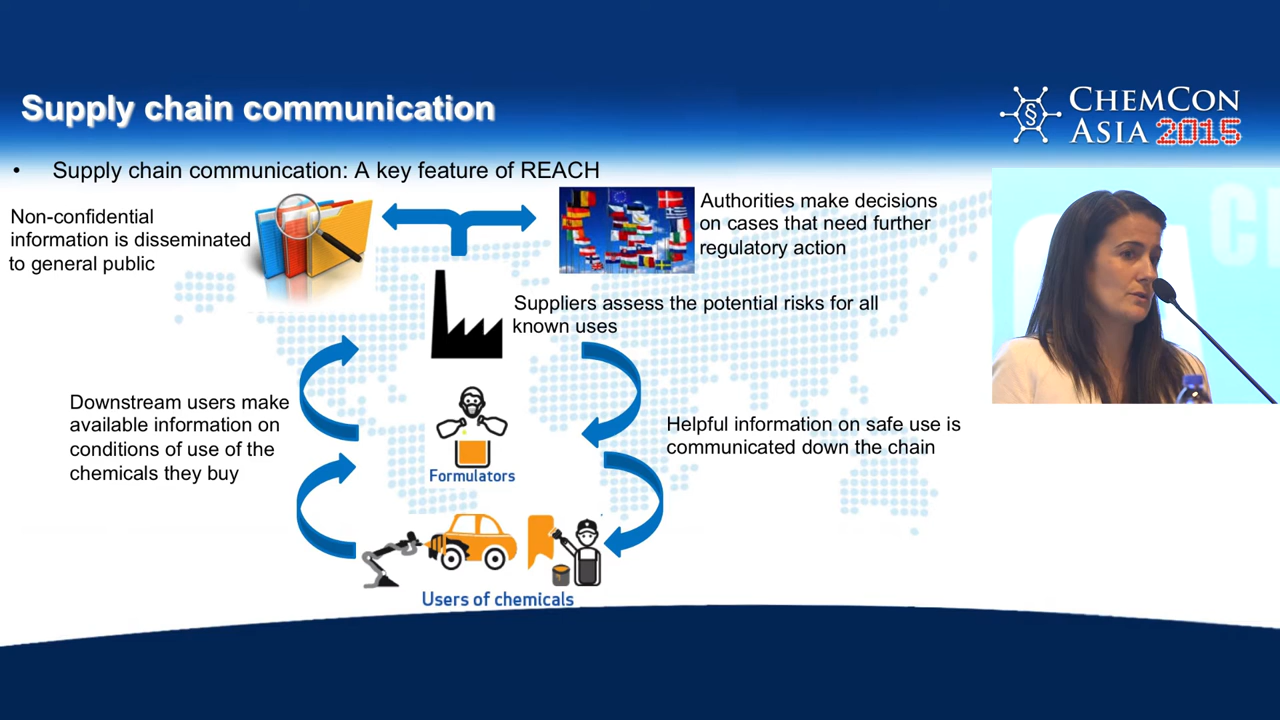 Supply chain communication
CHEMCON
ASIA 2015
• Supply chain communication: A key feature of REACH
Non-confidential
information is disseminated
to general public
Authorities make decisions
on cases that need further
regulatory action
Suppliers assess the potential risks for all
known uses
Downstream users make
available information on
conditions of use of the
chemicals they buy
Helpful information on safe use is
communicated down the chain
Formulators
Users of chemicals